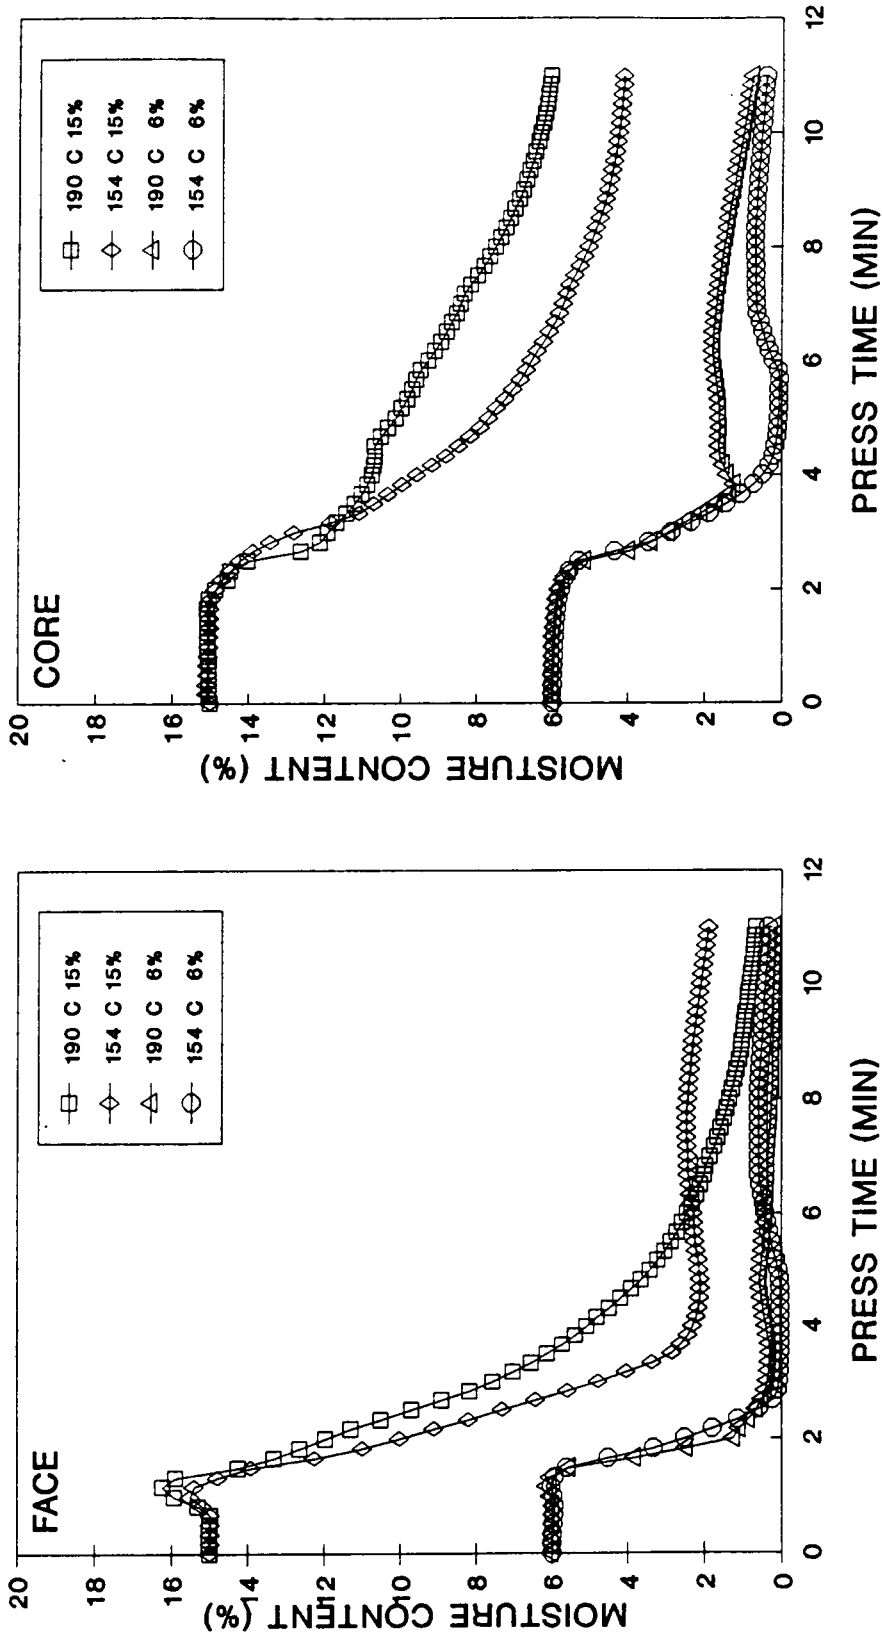 FACE
190 C 15%
154 C 15%
190 C 6%
154 C 6%
20
18
16
14
12
10
8
6
4
2
0
MOISTURE CONTENT (%)
0
2
4
6
8
10
12
PRESS TIME (MIN)
CORE
190 C 15%
154 C 15%
190 C 6%
154 C 6%
20
18
16
14
12
10
8
6
4
2
0
MOISTURE CONTENT (%)
0
2
4
6
8
10
12
PRESS TIME (MIN)